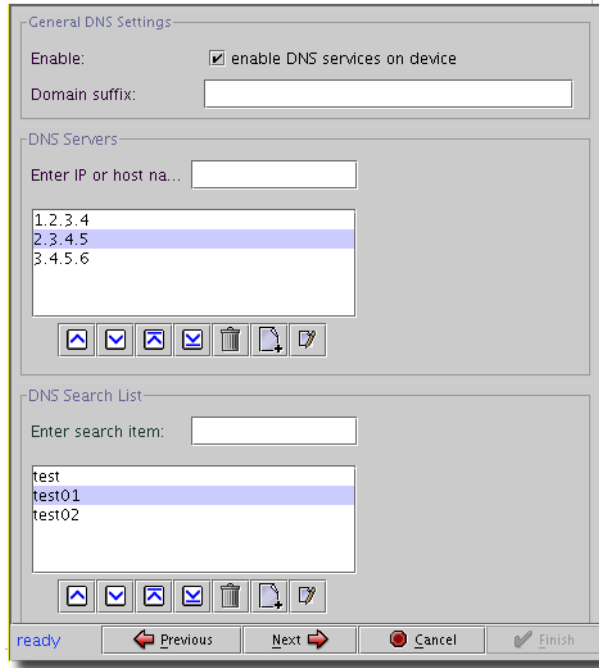 General DNS Settings
Enable: enable DNS services on device
Domain suffix:
DNS Servers
Enter IP or host na...
1.2.3.4
2.3.4.5
3.4.5.6
DNS Search List
Enter search item:
test
test01
test02
ready Previous Next Cancel Finish